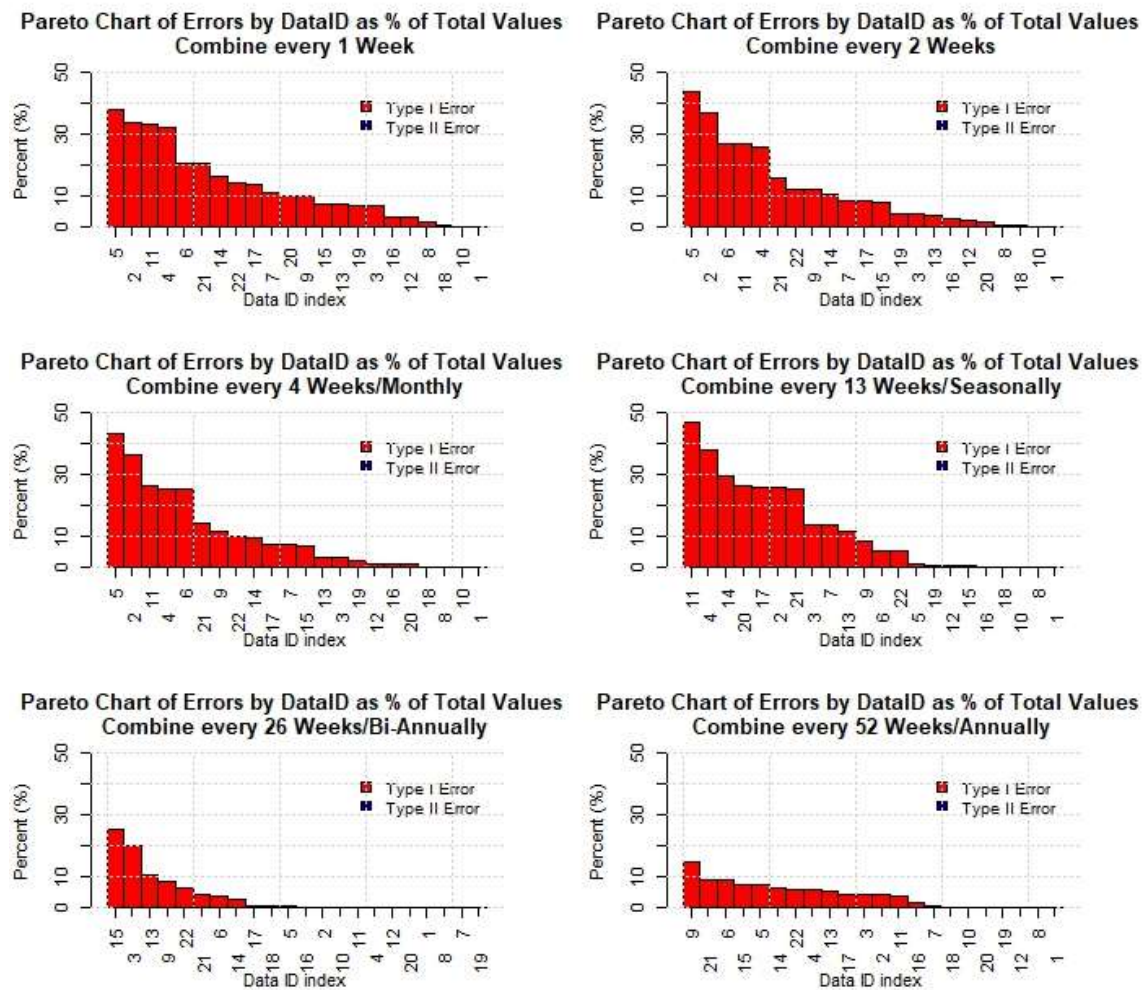 Pareto Chart of Errors by DataID as % of Total Values
Combine every 1 Week
Percent (%)
50
30
10
0
Type I Error
Type II Error
5 2 11 4 6 21 14 22 17 7 20 9 15 13 19 3 16 12 8 18 10 1
Data ID index
Pareto Chart of Errors by DataID as % of Total Values
Combine every 2 Weeks
Percent (%)
50
30
10
0
Type I Error
Type II Error
5 2 6 11 4 21 22 9 14 7 17 15 19 3 13 16 12 20 8 18 10 1
Data ID index
Pareto Chart of Errors by DataID as % of Total Values
Combine every 4 Weeks/Monthly
Percent (%)
50
30
10
0
Type I Error
Type II Error
5 2 11 4 6 21 9 22 14 17 7 15 13 3 19 12 16 20 18 8 10 1
Data ID index
Pareto Chart of Errors by DataID as % of Total Values
Combine every 13 Weeks/Seasonally
Percent (%)
50
30
10
0
Type I Error
Type II Error
11 4 14 20 17 2 21 3 7 13 9 6 22 5 19 12 15 16 18 10 8 1
Data ID index
Pareto Chart of Errors by DataID as % of Total Values
Combine every 26 Weeks/Bi-Annually
Percent (%)
50
30
10
0
Type I Error
Type II Error
15 3 13 9 22 21 6 14 17 18 5 16 2 10 11 4 12 20 1 8 7 19
Data ID index
Pareto Chart of Errors by DataID as % of Total Values
Combine every 52 Weeks/Annually
Percent (%)
50
30
10
0
Type I Error
Type II Error
9 21 6 15 5 14 22 4 13 17 3 2 11 16 7 18 10 20 19 12 8 1
Data ID index